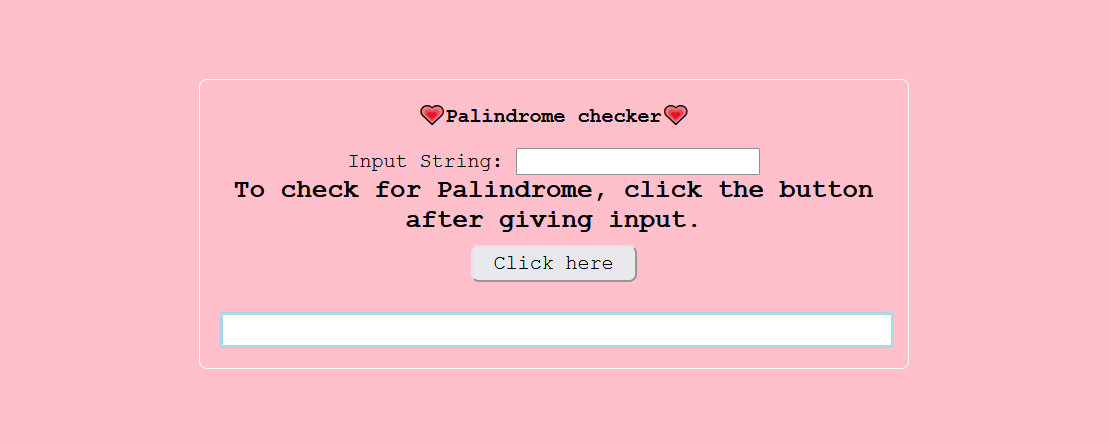 Palindrome checker
Input String:
To check for Palindrome, click the button
after giving input.
Click here